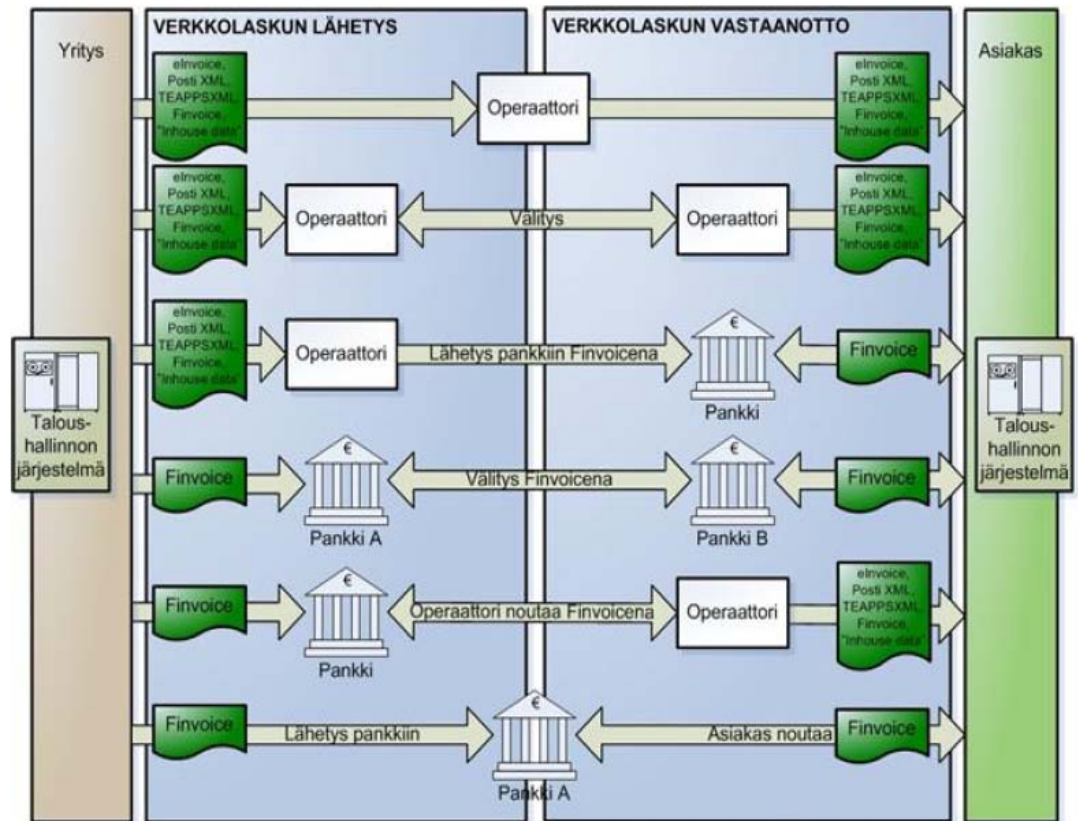 VERKKOLASKUN LÄHETYS
VERKKOLASKUN VASTAANOTTO
Yritys
Asiakas
eInvoice,
Posti XML,
TEAPPSXML,
Finvoice,
"Inhouse data"
Operaattori
eInvoice,
Posti XML,
TEAPPSXML,
Finvoice,
"Inhouse data"
eInvoice,
Posti XML,
TEAPPSXML,
Finvoice,
"Inhouse data"
Operaattori
Välitys
Operaattori
eInvoice,
Posti XML,
TEAPPSXML,
Finvoice,
"Inhouse data"
eInvoice,
Posti XML,
TEAPPSXML,
Finvoice,
"Inhouse data"
Operaattori
Lähetys pankkiin Finvoicena
€
Pankki
Finvoice
Talous-
hallinnon
järjestelmä
Talous-
hallinnon
järjestelmä
Finvoice
€
Pankki A
Välitys Finvoicena
€
Pankki B
Finvoice
Finvoice
€
Pankki
Operaattori noutaa Finvoicena
Operaattori
eInvoice,
Posti XML,
TEAPPSXML,
Finvoice,
"Inhouse data"
Finvoice
Lähetys pankkiin
€
Pankki A
Asiakas noutaa
Finvoice